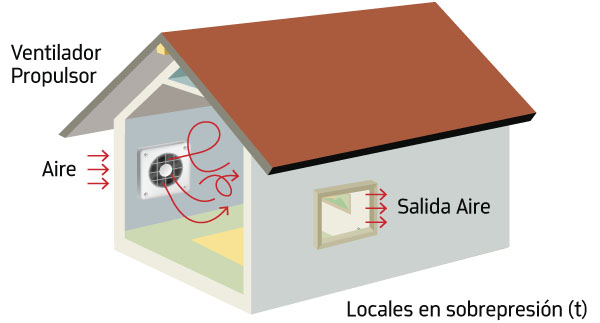 Ventilador
Propulsor
Aire
Salida Aire
Locales en sobrepresión (t)